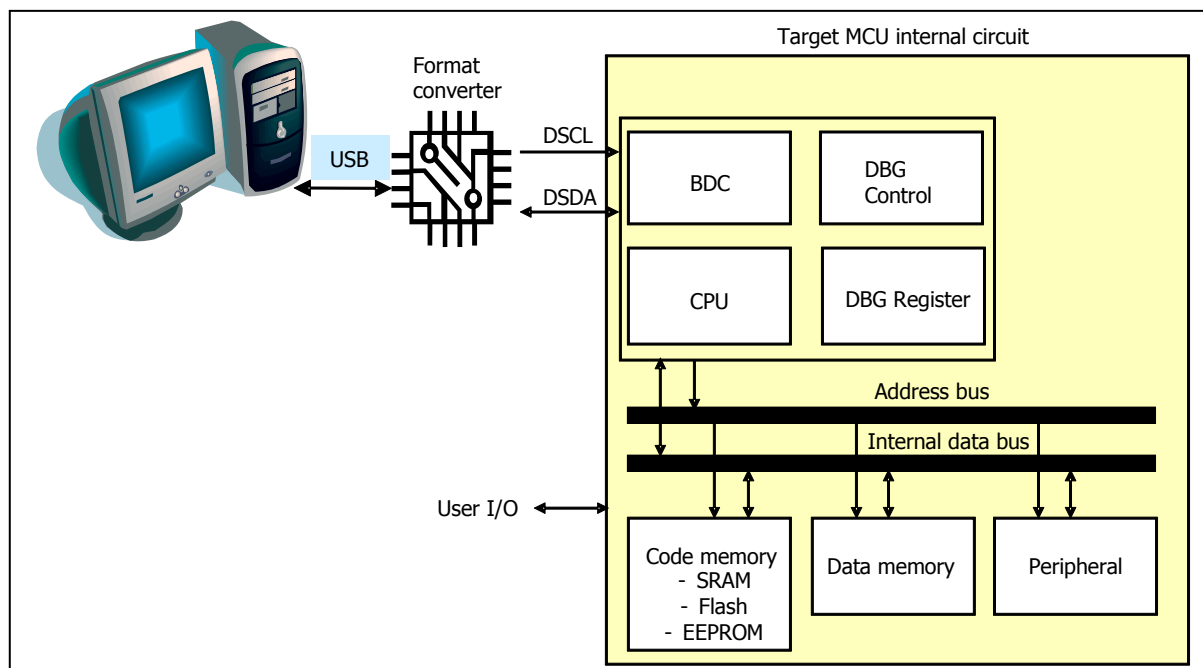 Target MCU internal circuit
Format
converter
USB
DSCL
DSDA
BDC
DBG
Control
CPU
DBG Register
Address bus
Internal data bus
User I/O
Code memory
- SRAM
- Flash
- EEPROM
Data memory
Peripheral